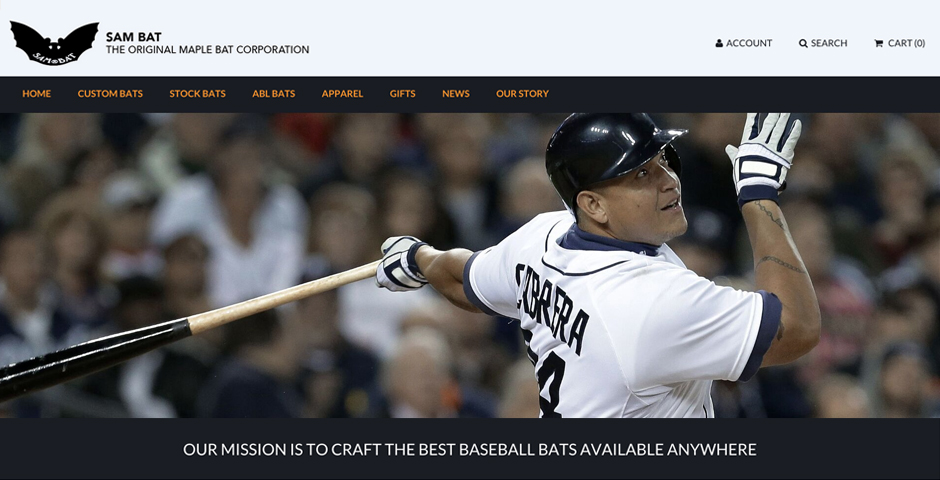 SAM BAT
SAM BAT
THE ORIGINAL MAPLE BAT CORPORATION
ACCOUNT
SEARCH
CART (0)
HOME
CUSTOM BATS
STOCK BATS
ABL BATS
APPAREL
GIFTS
NEWS
OUR STORY
CABRERA
OUR MISSION IS TO CRAFT THE BEST BASEBALL BATS AVAILABLE ANYWHERE